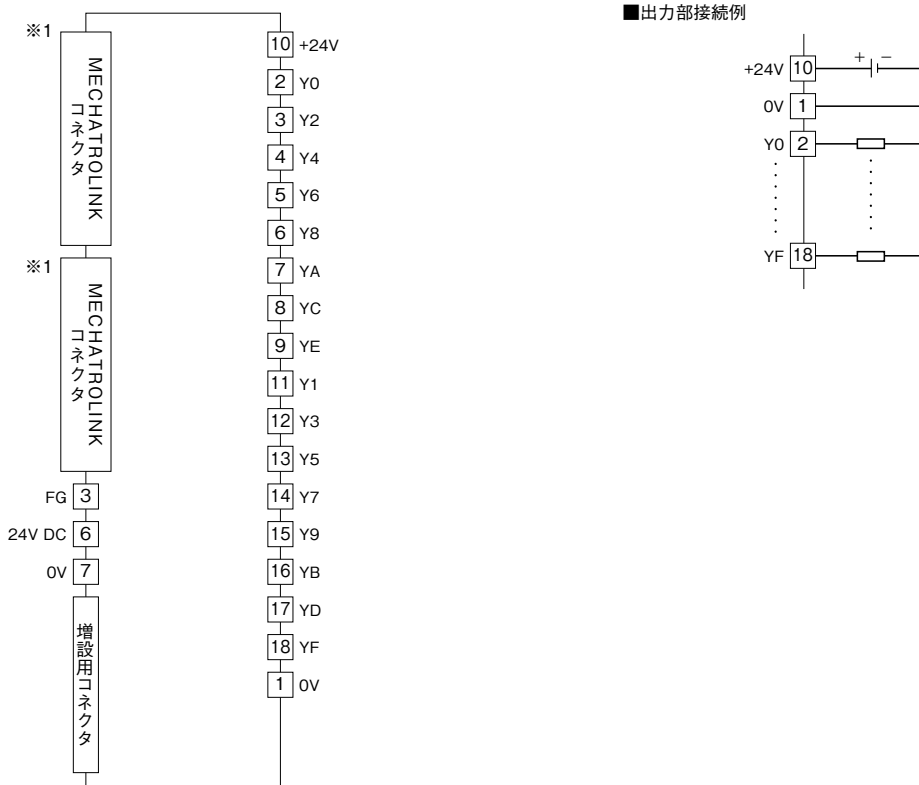 ※1
MECHATROLINK
コネクタ
※1
MECHATROLINK
コネクタ
FG 3
24V DC 6
0V 7
増設用コネクタ
10 +24V
2 Y0
3 Y2
4 Y4
5 Y6
6 Y8
7 YA
8 YC
9 YE
11 Y1
12 Y3
13 Y5
14 Y7
15 Y9
16 YB
17 YD
18 YF
1 0V
■出力部接続例
+24V 10 + −
0V 1
Y0 2
YF 18